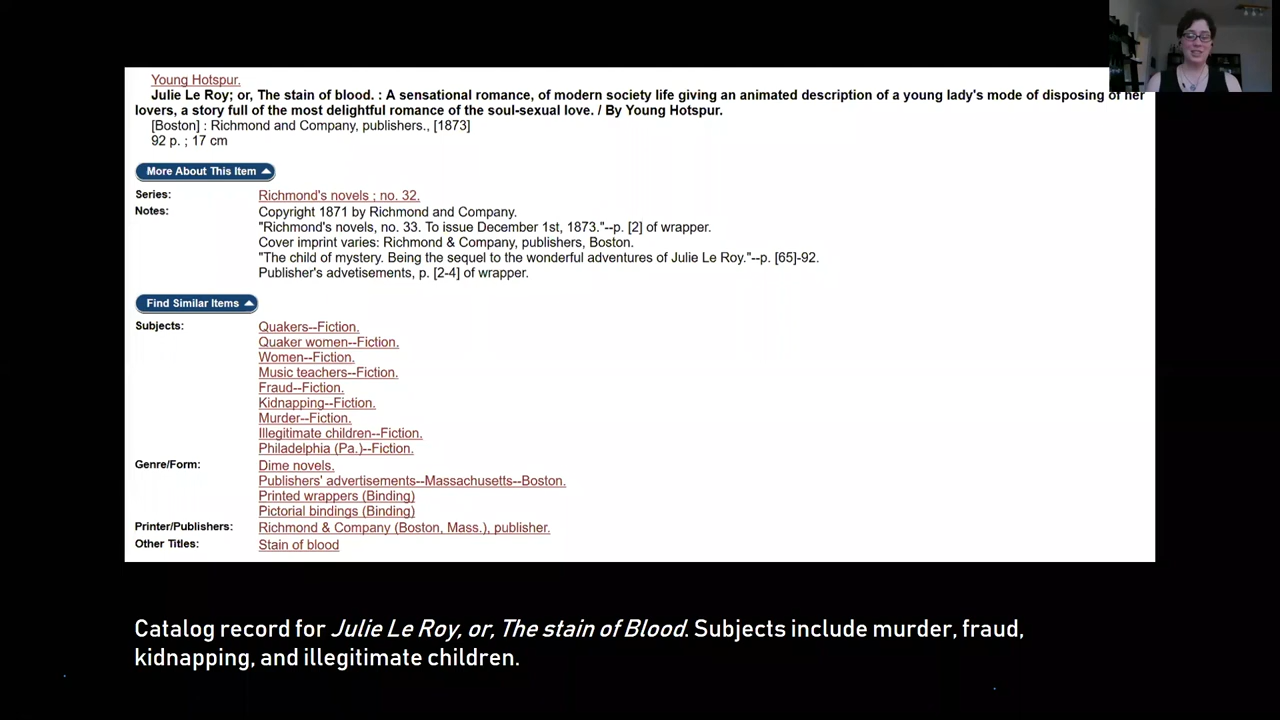 Young Hotspur.
Julie Le Roy; or, The stain of blood. : A sensational romance, of modern society life giving an animated description of a young lady's mode of disposing of her
lovers, a story full of the most delightful romance of the soul-sexual love. / By Young Hotspur.
[Boston] : Richmond and Company, publishers., [1873]
92 p. ; 17 cm
More About This Item
Series: Richmond's novels ; no. 32.
Notes: Copyright 1871 by Richmond and Company.
"Richmond's novels, no. 33. To issue December 1st, 1873."--p. [2] of wrapper.
Cover imprint varies: Richmond & Company, publishers, Boston.
"The child of mystery. Being the sequel to the wonderful adventures of Julie Le Roy."--p. [65]-92.
Publisher's advetisements, p. [2-4] of wrapper.
Find Similar Items
Subjects: Quakers--Fiction.
Quaker women--Fiction.
Women--Fiction.
Music teachers--Fiction.
Fraud--Fiction.
Kidnapping--Fiction.
Murder--Fiction.
Illegitimate children--Fiction.
Philadelphia (Pa.)--Fiction.
Genre/Form: Dime novels.
Publishers' advertisements--Massachusetts--Boston.
Printed wrappers (Binding)
Pictorial bindings (Binding)
Printer/Publishers: Richmond & Company (Boston, Mass.), publisher.
Other Titles: Stain of blood
Catalog record for Julie Le Roy, or, The stain of Blood. Subjects include murder, fraud,
kidnapping, and illegitimate children.